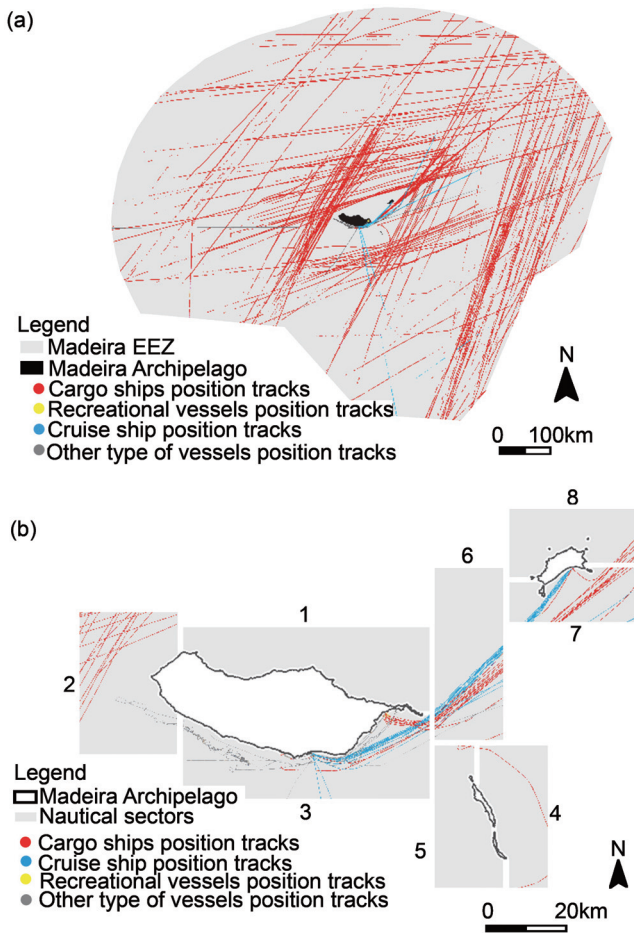 (a)
Legend
Madeira EEZ
Madeira Archipelago
Cargo ships position tracks
Recreational vessels position tracks
Cruise ship position tracks
Other type of vessels position tracks
N
0 100km
(b)
8
6
1
7
2
3
4
5
Legend
Madeira Archipelago
Nautical sectors
Cargo ships position tracks
Cruise ship position tracks
Recreational vessels position tracks
Other type of vessels position tracks
N
0 20km